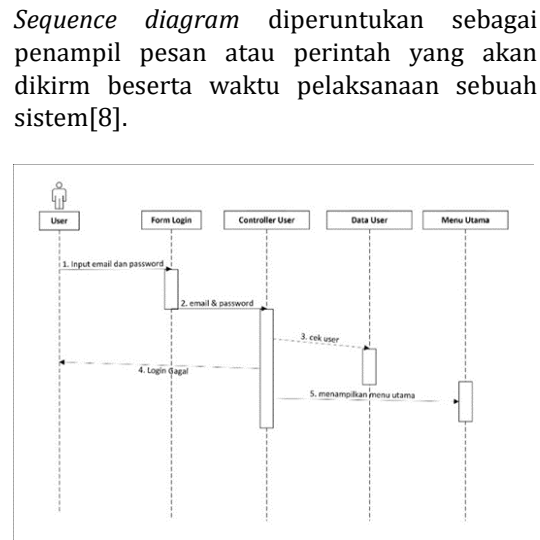 Sequence diagram diperuntukan sebagai
penampil pesan atau perintah yang akan
dikirm beserta waktu pelaksanaan sebuah
sistem[8].
User
Form Login
Controller User
Data User
Menu Utama
1. Input email dan password
2. email & password
3. cek user
4. Login Gagal
5. menampilkan menu utama